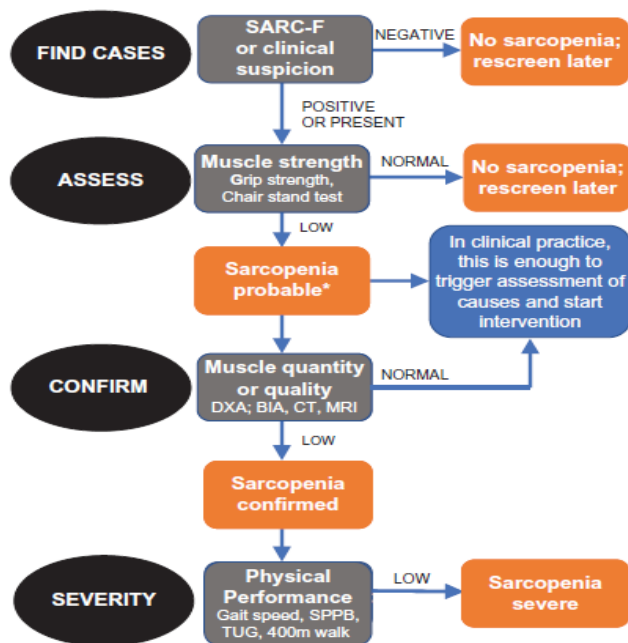 FIND CASES
SARC-F
or clinical
suspicion
NEGATIVE
No sarcopenia;
rescreen later
POSITIVE
OR PRESENT
ASSESS
Muscle strength
Grip strength,
Chair stand test
NORMAL
No sarcopenia;
rescreen later
LOW
Sarcopenia
probable*
In clinical practice,
this is enough to
trigger assessment of
causes and start
intervention
CONFIRM
Muscle quantity
or quality
DXA; BIA, CT, MRI
NORMAL
LOW
Sarcopenia
confirmed
SEVERITY
Physical
Performance
Gait speed, SPPB,
TUG, 400m walk
LOW
Sarcopenia
severe